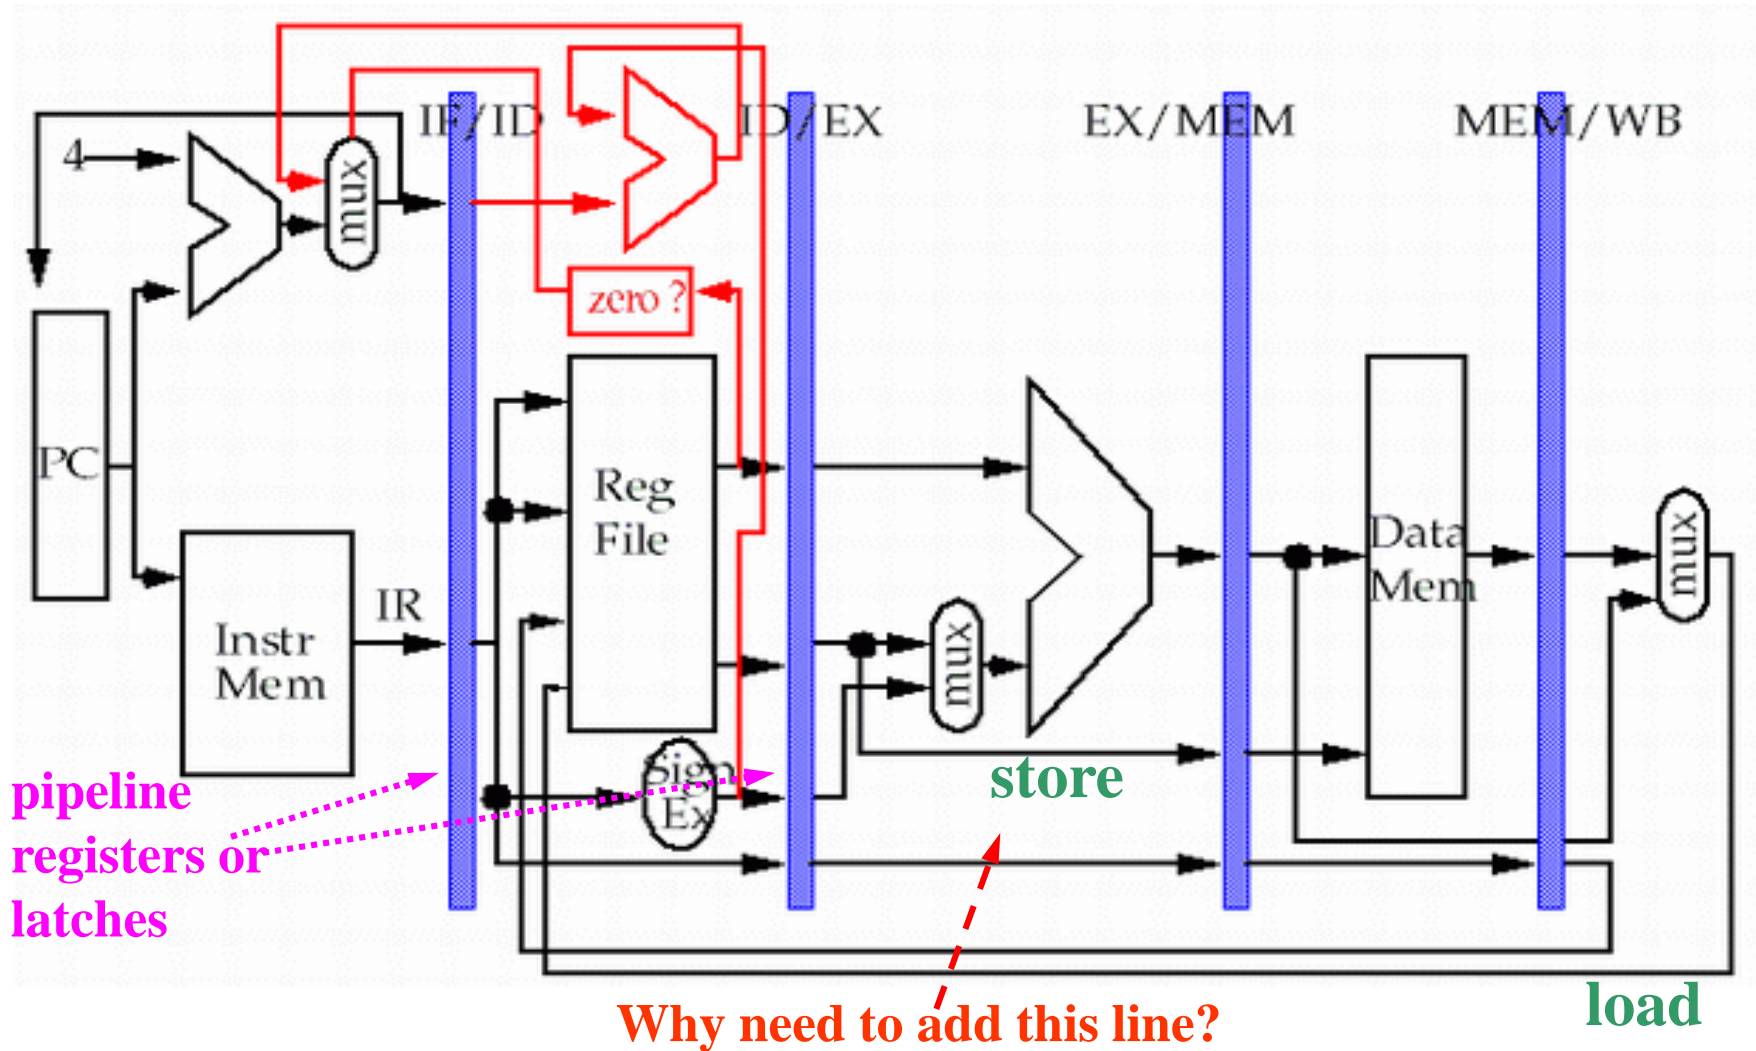 IF/ID
ID/EX
EX/MEM
MEM/WB
4
mux
zero ?
PC
Reg
File
IR
Instr
Mem
mux
Data
Mem
mux
Sign
Ex
store
pipeline
registers or
latches
load
Why need to add this line?